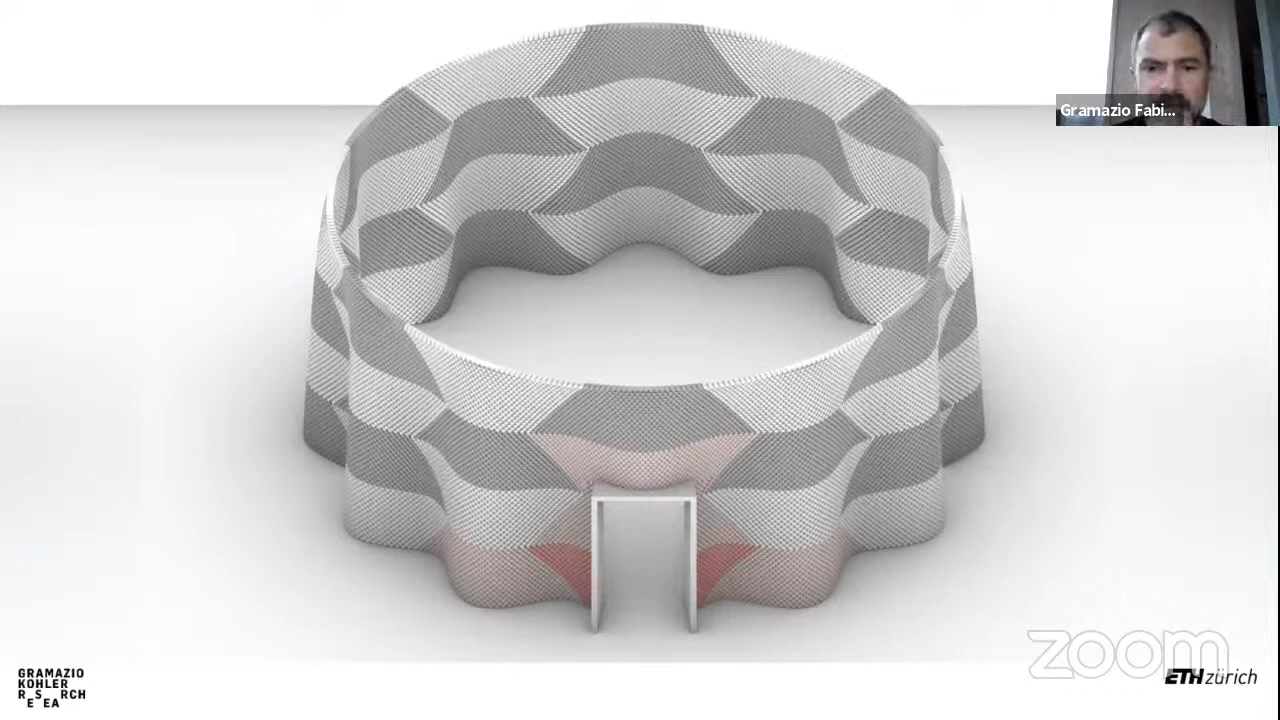 Gramazio Fabi...
zoom
GRAMAZIO
KOHLER
R S RCH
E EA
ETH zürich